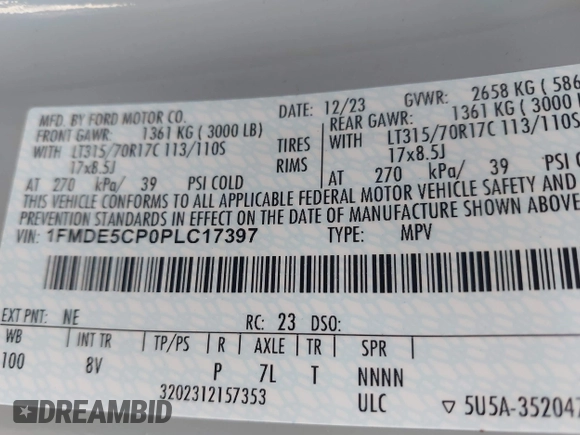 MFD. BY FORD MOTOR CO.
DATE: 12/23 GVWR: 2658 KG ( 586
FRONT GAWR: 1361 KG ( 3000 LB)
REAR GAWR: 1361 KG ( 3000
WITH LT315/70R17C 113/110S TIRES WITH LT315/70R17C 113/110S
17x8.5J RIMS 17x8.5J
AT 270 kPa/ 39 PSI COLD AT 270 kPa/ 39
THIS VEHICLE CONFORMS TO ALL APPLICABLE FEDERAL MOTOR VEHICLE SAFETY AND
PREVENTION STANDARDS IN EFFECT ON THE DATE OF MANUFACTURE SHOWN ABOVE
VIN: 1FMDE5CP0PLC17397 TYPE: MPV
EXT PNT: NE RC: 23 DSO:
WB INT TR TP/PS R AXLE TR SPR
100 8V P 7L T NNNN
3202312157353 ULC ▽ 5U5A-352047
EPIC VIN